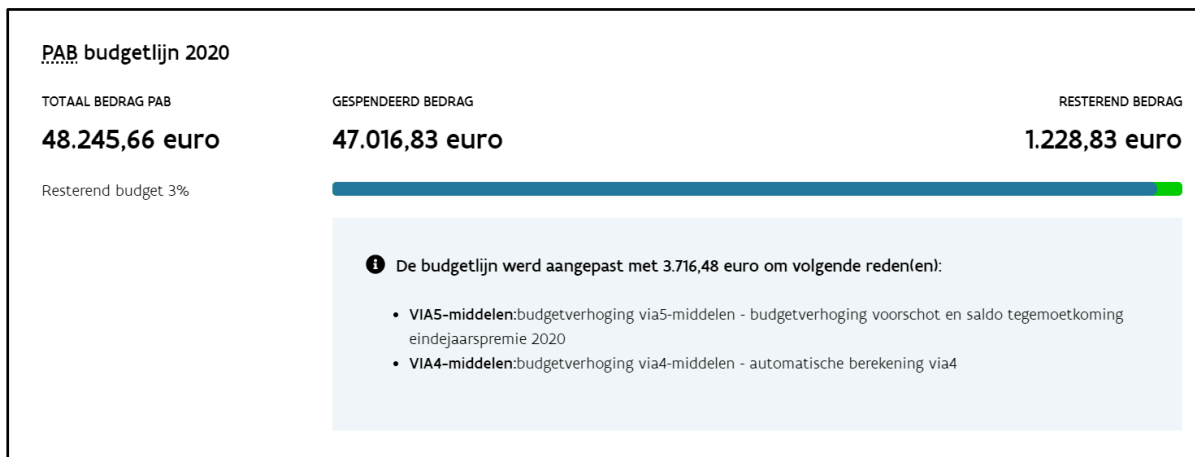 PAB budgetlijn 2020
TOTAAL BEDRAG PAB
48.245,66 euro
Resterend budget 3%
GESPENDEERD BEDRAG
47.016,83 euro
RESTEREND BEDRAG
1.228,83 euro
De budgetlijn werd aangepast met 3.716,48 euro om volgende reden(en):
• VIA5-middelen:budgetverhoging via5-middelen - budgetverhoging voorschot en saldo tegemoetkoming
eindejaarspremie 2020
• VIA4-middelen:budgetverhoging via4-middelen - automatische berekening via4